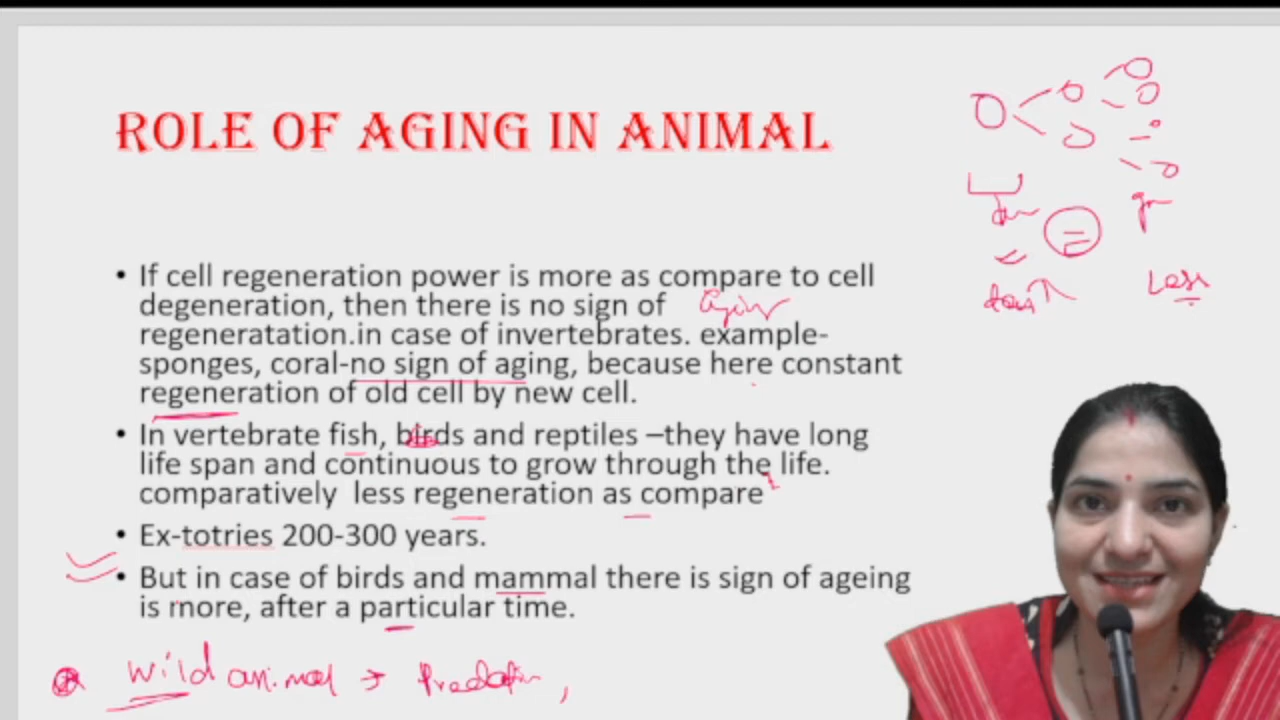 ROLE OF AGING IN ANIMAL
• If cell regeneration power is more as compare to cell
degeneration, then there is no sign of Aging
regeneratation.in case of invertebrates. example-
sponges, coral-no sign of aging, because here constant
regeneration of old cell by new cell.
• In vertebrate fish, birds and reptiles –they have long
life span and continuous to grow through the life.
comparatively less regeneration as compare
• Ex-totries 200-300 years.
• But in case of birds and mammal there is sign of ageing
is more, after a particular time.
Wild animal → Predation,
Less